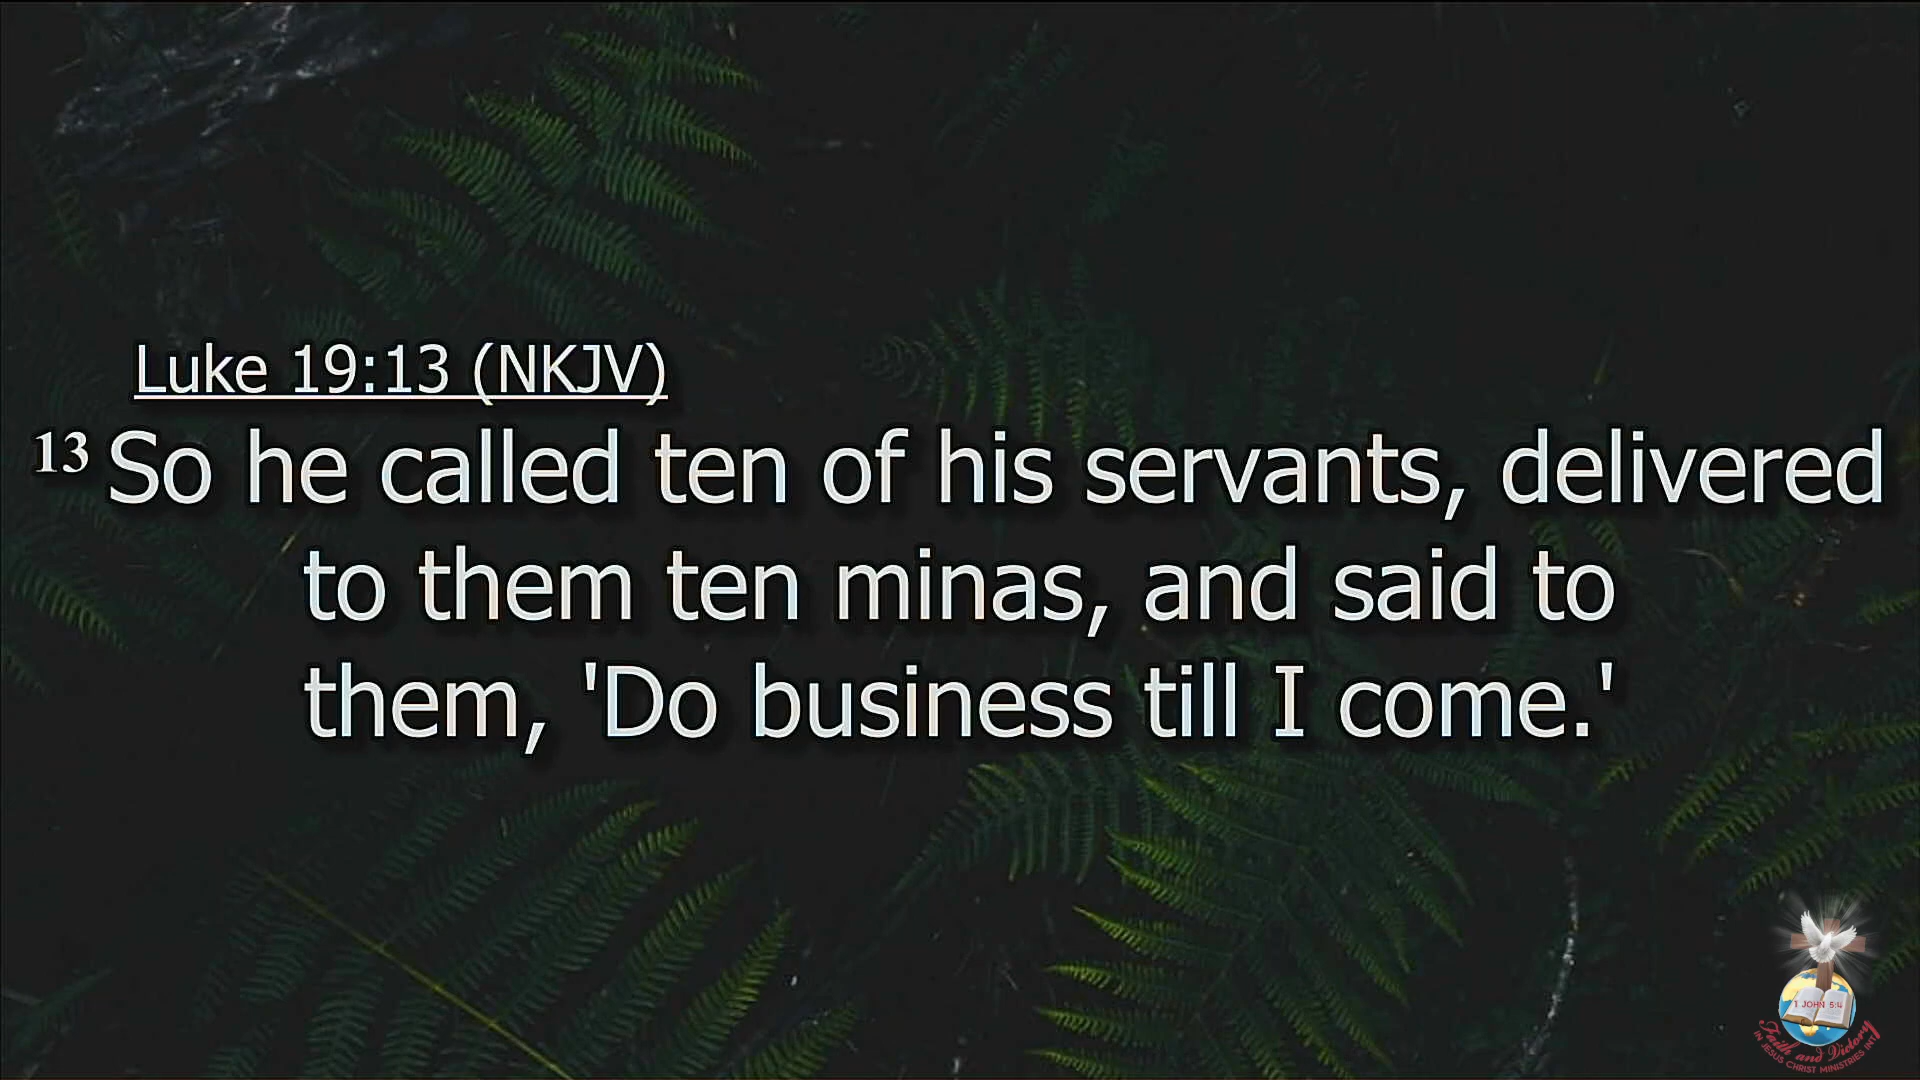 Luke 19:13 (NKJV)
13 So he called ten of his servants, delivered
to them ten minas, and said to
them, 'Do business till I come.'
1 JOHN 5:4
Faith and Victory
IN JESUS CHRIST MINISTRIES INT'L